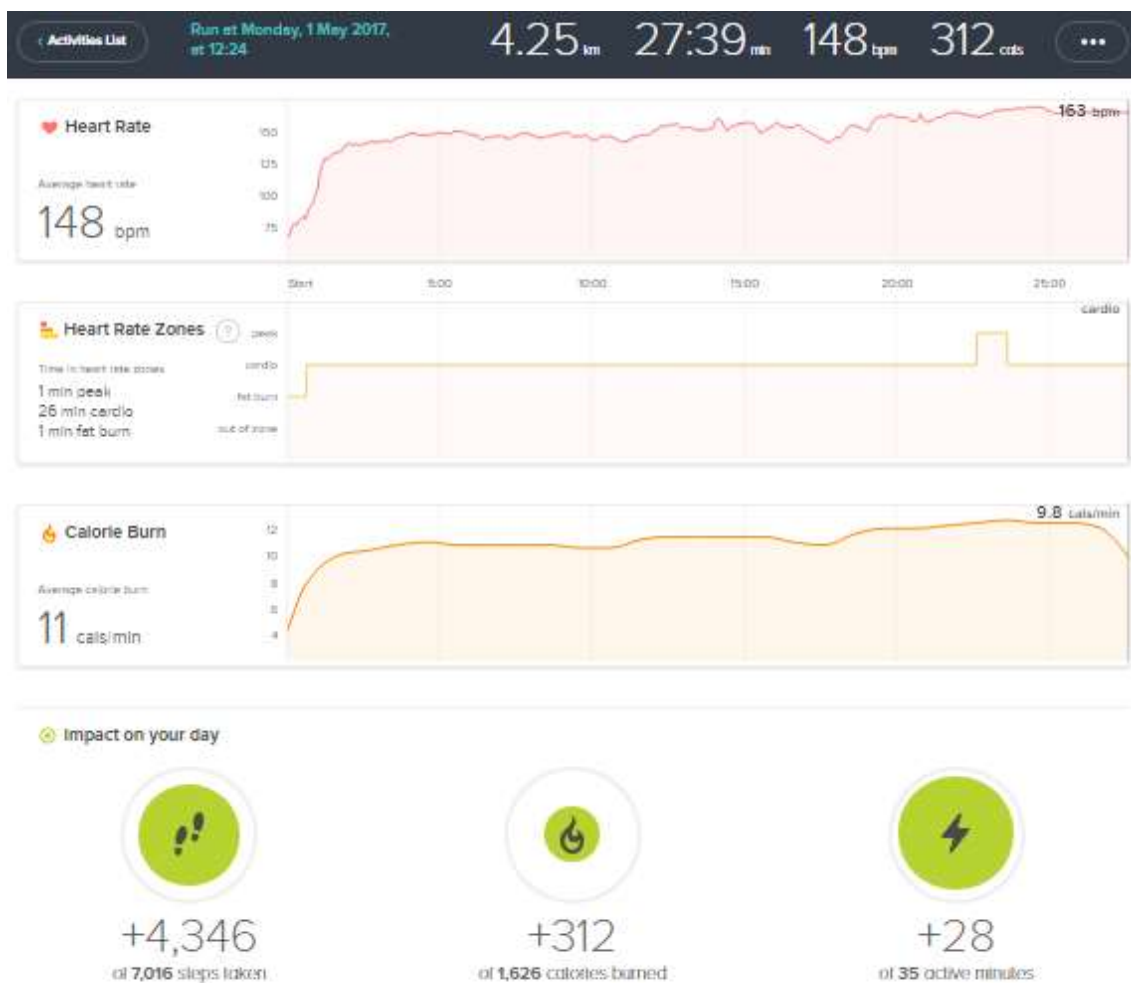 ‹ Activities List
Run at Monday, 1 May 2017,
at 12:24
4.25 km
27:39 min
148 bpm
312 cals
•••
Heart Rate
Average heart rate
148 bpm
150
125
100
75
163 bpm
Start
5:00
10:00
15:00
20:00
25:00
Heart Rate Zones ?
Time in heart rate zones
1 min peak
26 min cardio
1 min fat burn
peak
cardio
fat burn
out of zone
cardio
Calorie Burn
Average calorie burn
11 cals/min
12
10
8
6
4
9.8 cals/min
Impact on your day
+4,346
of 7,016 steps taken
+312
of 1,626 calories burned
+28
of 35 active minutes